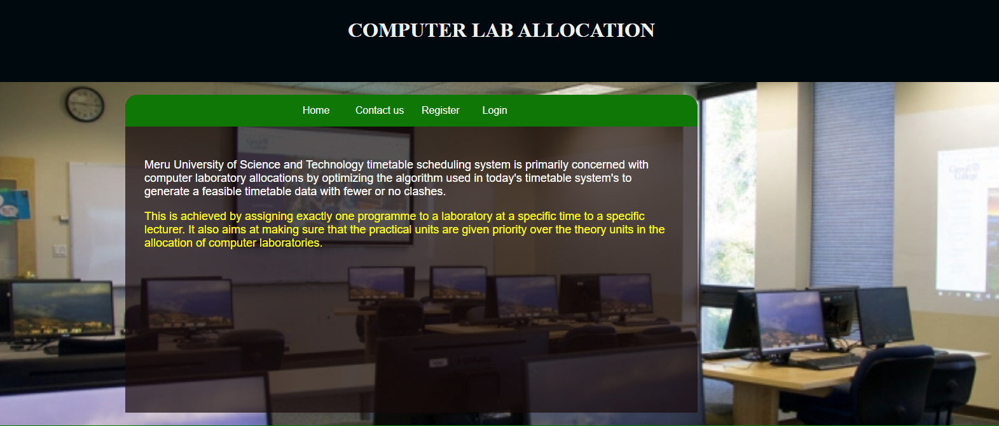 COMPUTER LAB ALLOCATION
Home Contact us Register Login
Meru University of Science and Technology timetable scheduling system is primarily concerned with
computer laboratory allocations by optimizing the algorithm used in today's timetable system's to
generate a feasible timetable data with fewer or no clashes.
This is achieved by assigning exactly one programme to a laboratory at a specific time to a specific
lecturer. It also aims at making sure that the practical units are given priority over the theory units in the
allocation of computer laboratories.